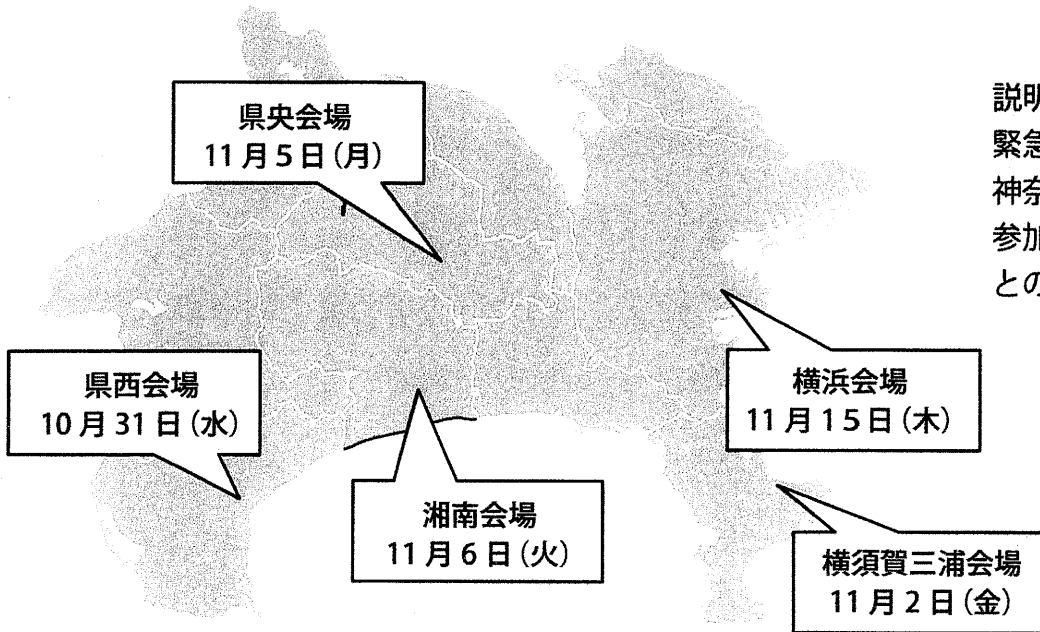 県央会場
11月5日(月)
県西会場
10月31日(水)
湘南会場
11月6日(火)
横浜会場
11月15日(木)
横須賀三浦会場
11月2日(金)
説明
緊急
神奈
参加
との